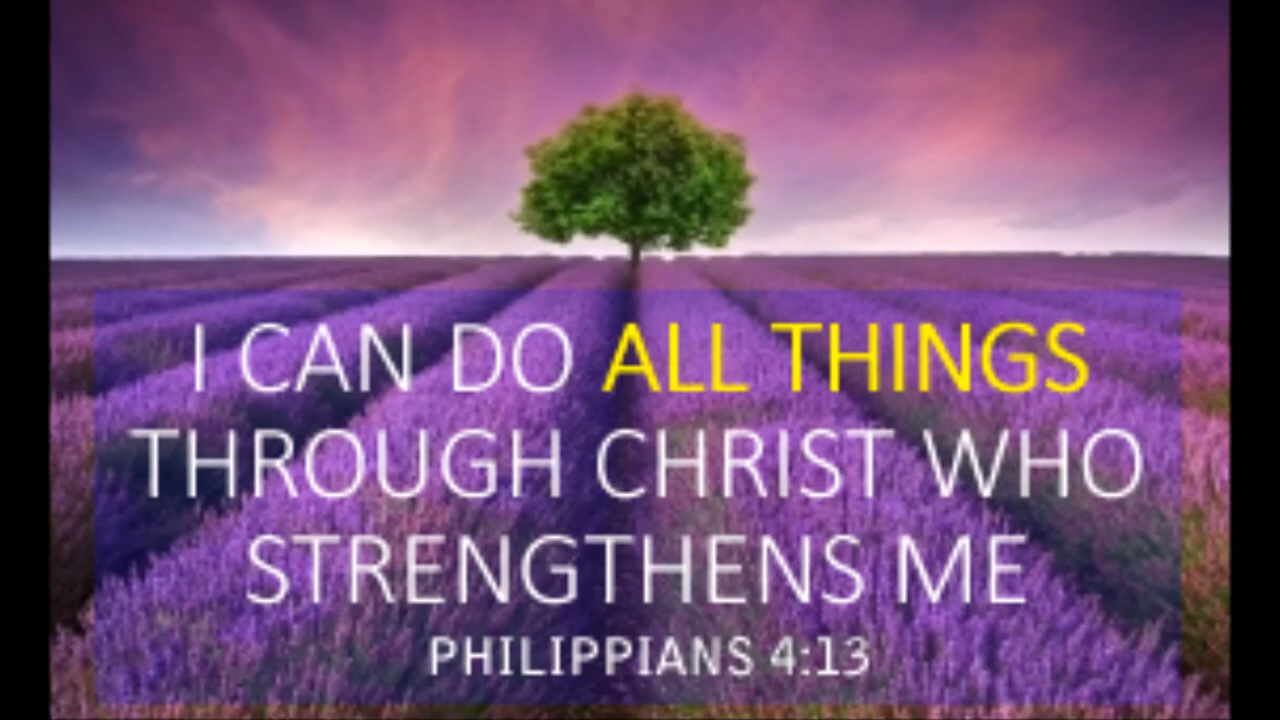 I CAN DO ALL THINGS
THROUGH CHRIST WHO
STRENGTHENS ME
PHILIPPIANS 4:13